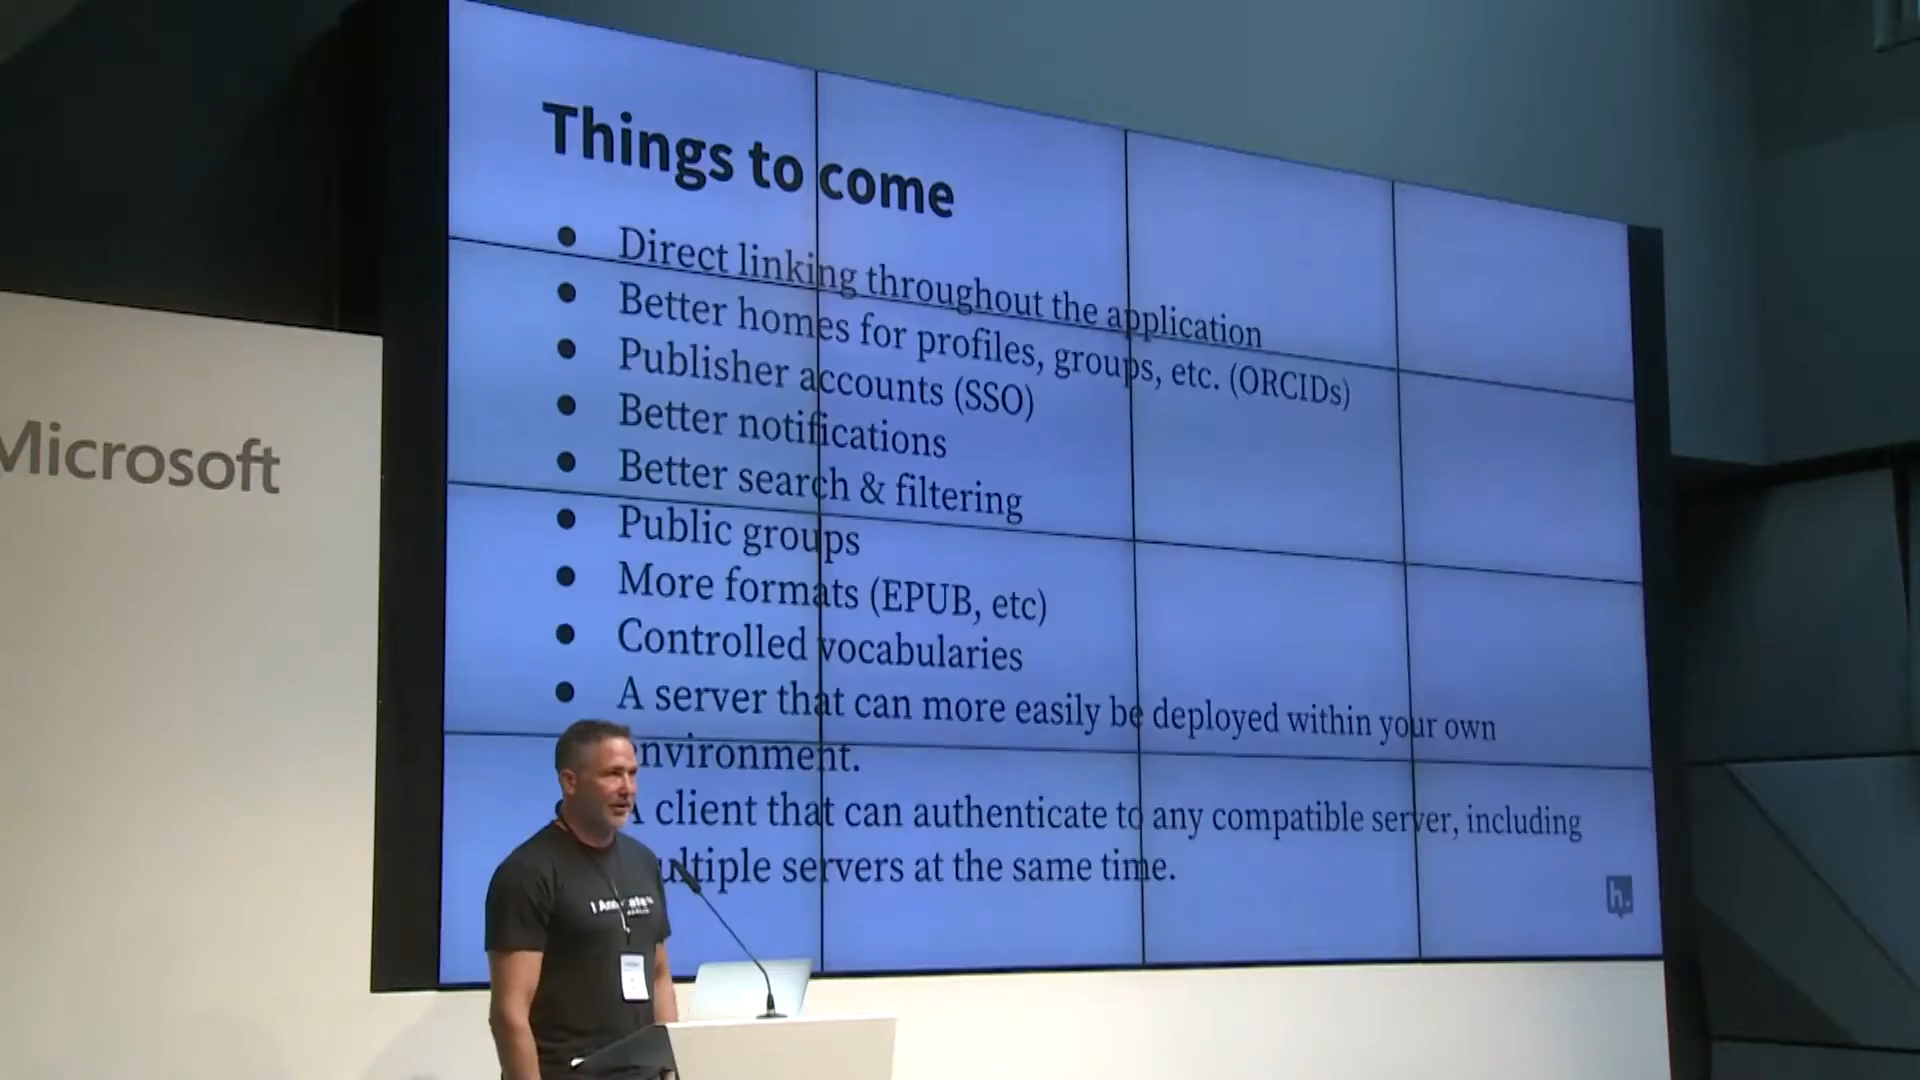 Things to come
● Direct linking throughout the application
● Better homes for profiles, groups, etc. (ORCIDs)
● Publisher accounts (SSO)
● Better notifications
● Better search & filtering
● Public groups
● More formats (EPUB, etc)
● Controlled vocabularies
● A server that can more easily be deployed within your own
nvironment.
A client that can authenticate to any compatible server, including
ultiple servers at the same time.
h.
Microsoft
I